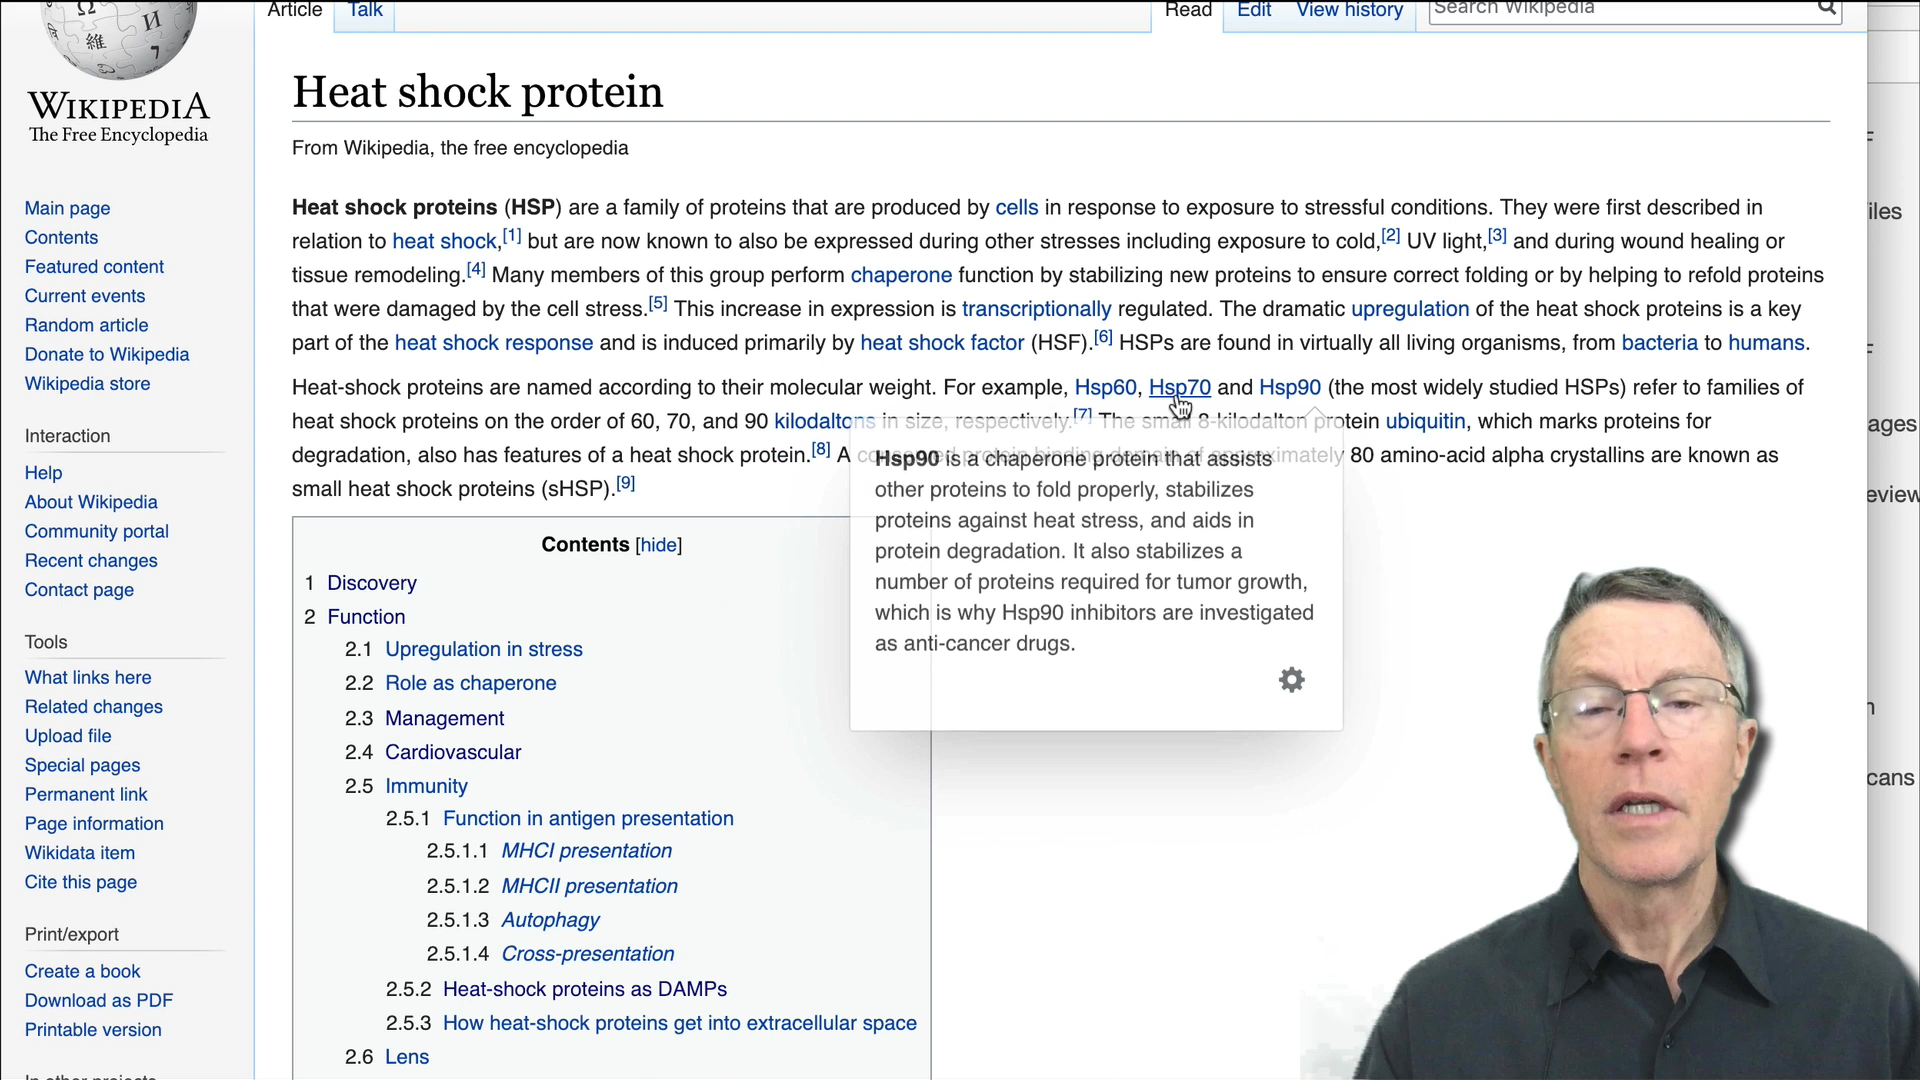 Article
Talk
Read
Edit
View history
Search Wikipedia
維
И
Ω
WIKIPEDIA
The Free Encyclopedia
Main page
Contents
Featured content
Current events
Random article
Donate to Wikipedia
Wikipedia store
Interaction
Help
About Wikipedia
Community portal
Recent changes
Contact page
Tools
What links here
Related changes
Upload file
Special pages
Permanent link
Page information
Wikidata item
Cite this page
Print/export
Create a book
Download as PDF
Printable version
In other projects
Heat shock protein
From Wikipedia, the free encyclopedia
Heat shock proteins (HSP) are a family of proteins that are produced by cells in response to exposure to stressful conditions. They were first described in
relation to heat shock,[1] but are now known to also be expressed during other stresses including exposure to cold,[2] UV light,[3] and during wound healing or
tissue remodeling.[4] Many members of this group perform chaperone function by stabilizing new proteins to ensure correct folding or by helping to refold proteins
that were damaged by the cell stress.[5] This increase in expression is transcriptionally regulated. The dramatic upregulation of the heat shock proteins is a key
part of the heat shock response and is induced primarily by heat shock factor (HSF).[6] HSPs are found in virtually all living organisms, from bacteria to humans.
Heat-shock proteins are named according to their molecular weight. For example, Hsp60, Hsp70 and Hsp90 (the most widely studied HSPs) refer to families of
heat shock proteins on the order of 60, 70, and 90 kilodaltons in size, respectively.[7] The small 8-kilodalton protein ubiquitin, which marks proteins for
degradation, also has features of a heat shock protein.[8] A conserved protein binding domain of approximately 80 amino-acid alpha crystallins are known as
small heat shock proteins (sHSP).[9]
Hsp90 is a chaperone protein that assists
other proteins to fold properly, stabilizes
proteins against heat stress, and aids in
protein degradation. It also stabilizes a
number of proteins required for tumor growth,
which is why Hsp90 inhibitors are investigated
as anti-cancer drugs.
Contents [hide]
1 Discovery
2 Function
2.1 Upregulation in stress
2.2 Role as chaperone
2.3 Management
2.4 Cardiovascular
2.5 Immunity
2.5.1 Function in antigen presentation
2.5.1.1 MHCI presentation
2.5.1.2 MHCII presentation
2.5.1.3 Autophagy
2.5.1.4 Cross-presentation
2.5.2 Heat-shock proteins as DAMPs
2.5.3 How heat-shock proteins get into extracellular space
2.6 Lens
iles
ages
eview
cans